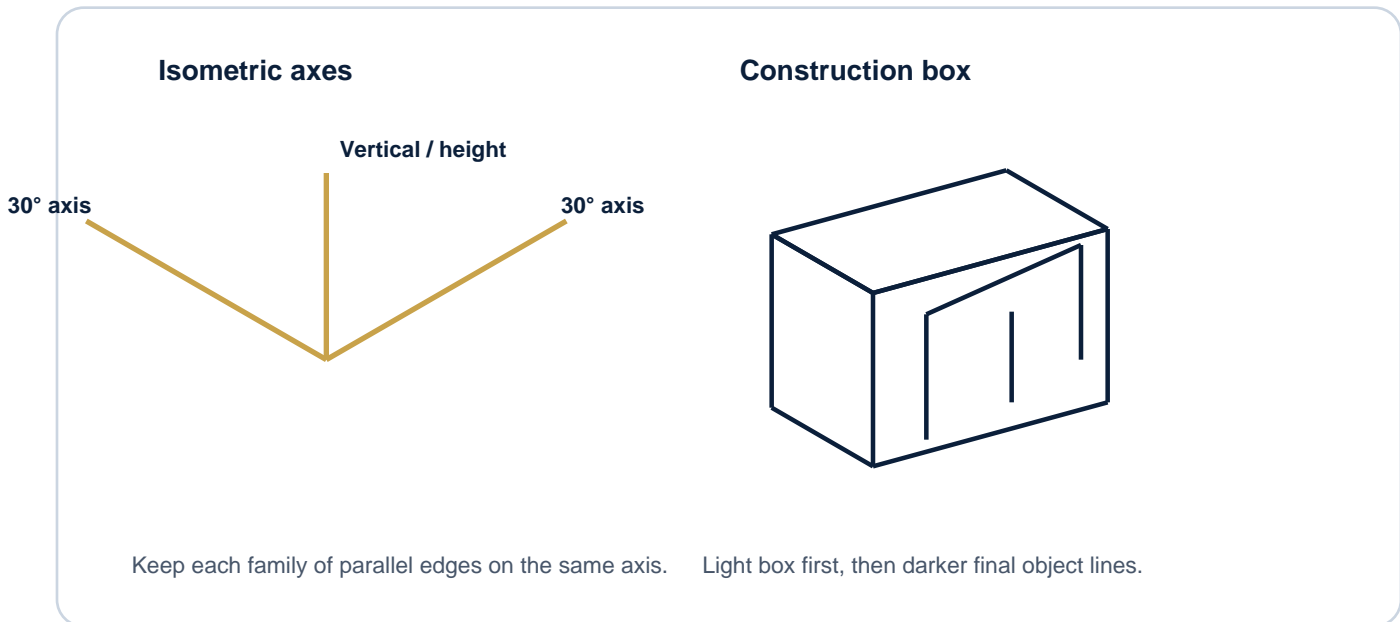 Isometric axes
Construction box
Vertical / height
30° axis
30° axis
Keep each family of parallel edges on the same axis.
Light box first, then darker final object lines.